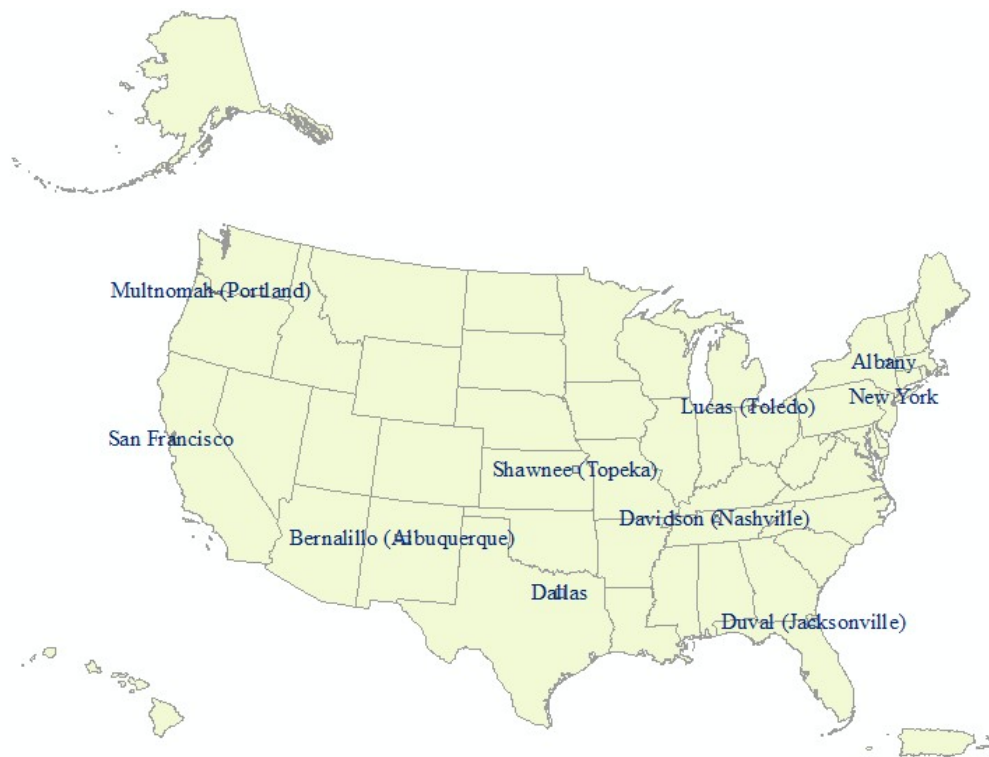 Multnomah (Portland)
Albany
New York
Lucas (Toledo)
San Francisco
Shawnee (Topeka)
Davidson (Nashville)
Bernalillo (Albuquerque)
Dallas
Duval (Jacksonville)